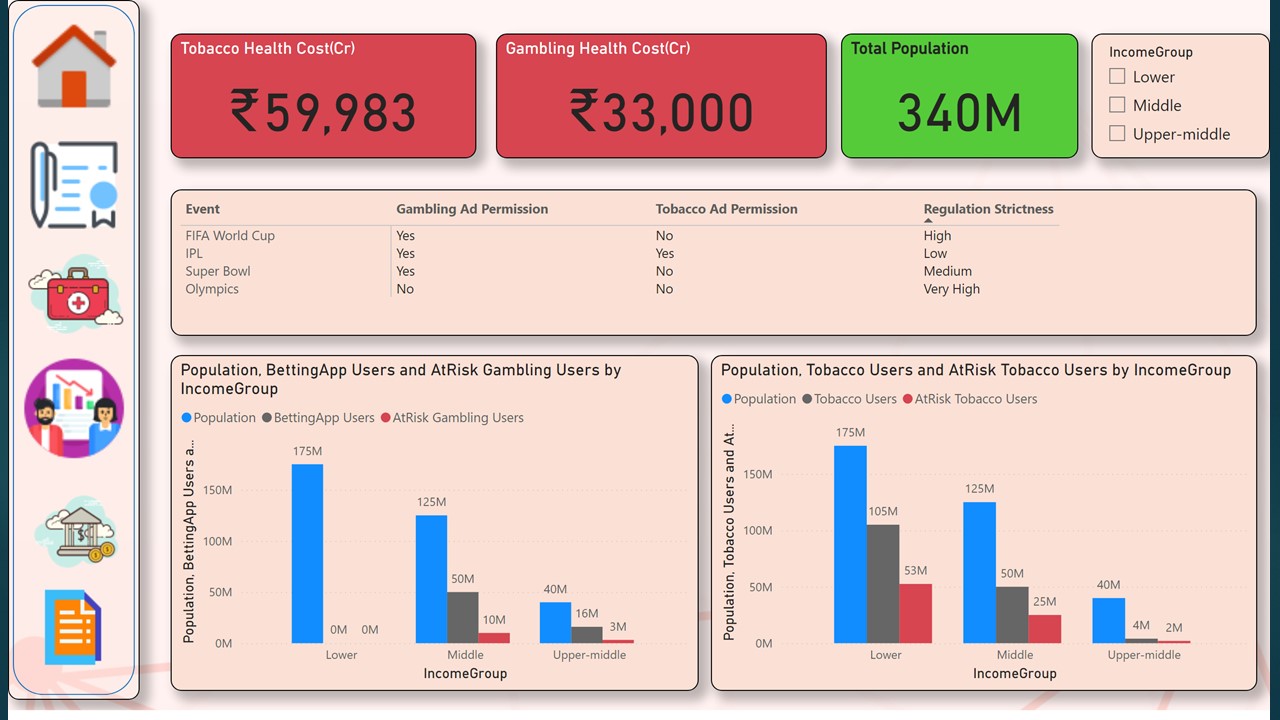 Tobacco Health Cost(Cr)
₹59,983
Gambling Health Cost(Cr)
₹33,000
Total Population
340M
IncomeGroup
Lower
Middle
Upper-middle
Event Gambling Ad Permission Tobacco Ad Permission Regulation Strictness
FIFA World Cup Yes No High
IPL Yes Yes Low
Super Bowl Yes No Medium
Olympics No No Very High
Population, BettingApp Users and AtRisk Gambling Users by
IncomeGroup
Population BettingApp Users AtRisk Gambling Users
Population, BettingApp Users a...
175M
150M
125M
100M
50M
50M
40M
16M
10M
3M
0M
0M 0M
Lower Middle Upper-middle
IncomeGroup
Population, Tobacco Users and AtRisk Tobacco Users by IncomeGroup
Population Tobacco Users AtRisk Tobacco Users
Population, Tobacco Users and At...
175M
150M
125M
105M
100M
53M
50M
50M
40M
25M
4M
2M
0M
Lower Middle Upper-middle
IncomeGroup